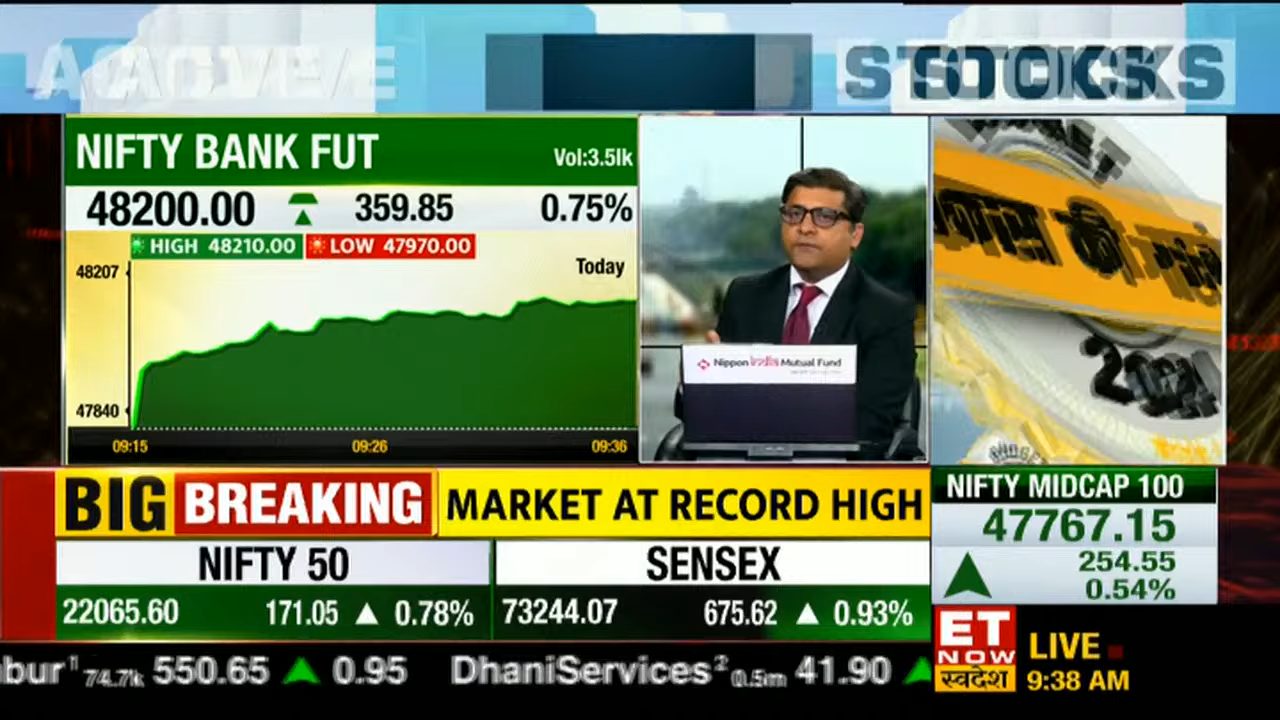 STOCKS
NIFTY BANK FUT
Vol:3.5lk
48200.00 359.85 0.75%
HIGH 48210.00 LOW 47970.00
Today
48207
47840
09:15 09:26 09:36
Nippon india Mutual Fund
की
BIG BREAKING MARKET AT RECORD HIGH
NIFTY 50
22065.60 171.05 0.78%
SENSEX
73244.07 675.62 0.93%
NIFTY MIDCAP 100
47767.15
254.55
0.54%
bur¹ 74.7k 550.65 0.95 DhaniServices² 0.5m 41.90
ET
NOW
स्वदेश
LIVE
9:38 AM